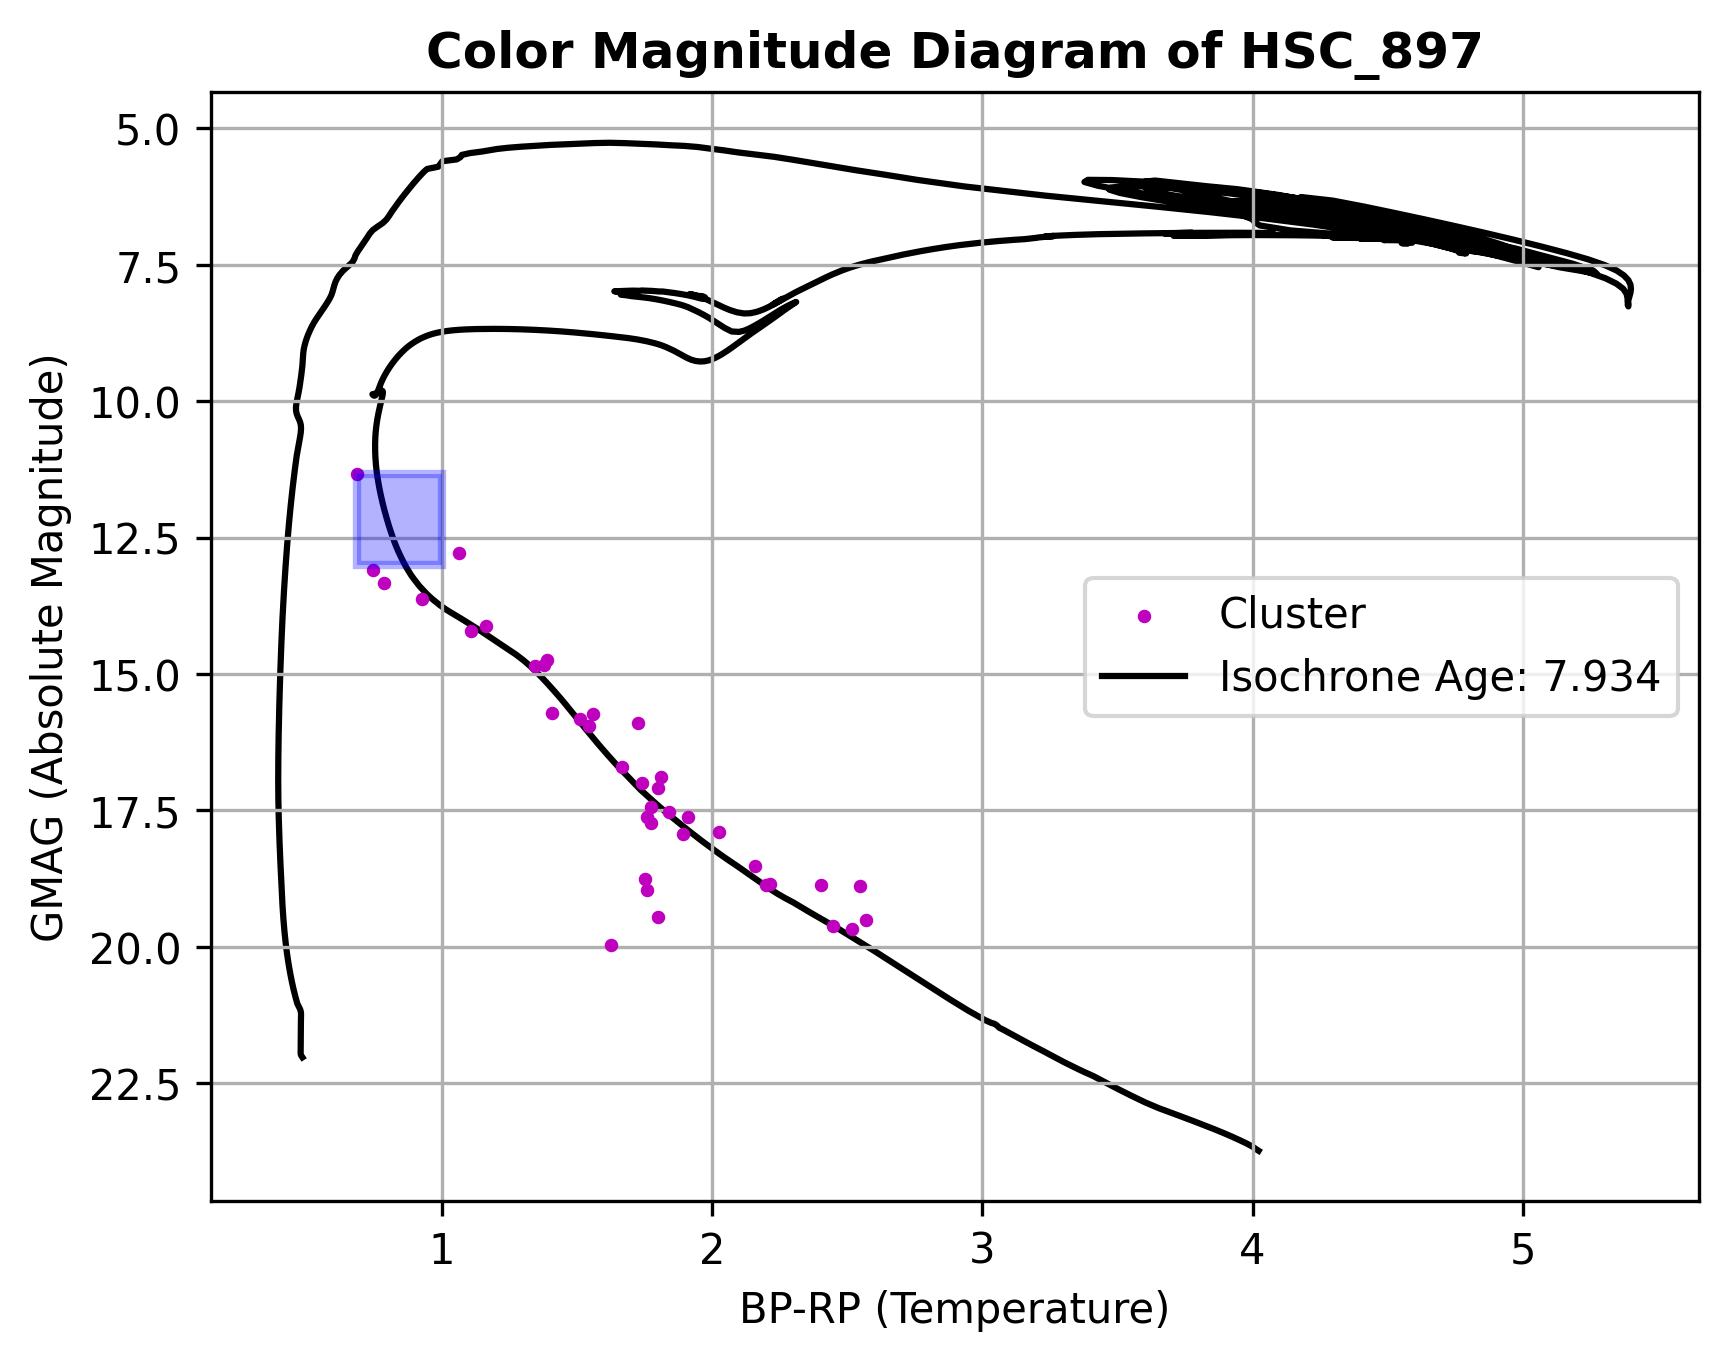 Color Magnitude Diagram of HSC_897
5.0
7.5
10.0
12.5
15.0
17.5
20.0
22.5
GMAG (Absolute Magnitude)
Cluster
Isochrone Age: 7.934
1
2
3
4
5
BP-RP (Temperature)